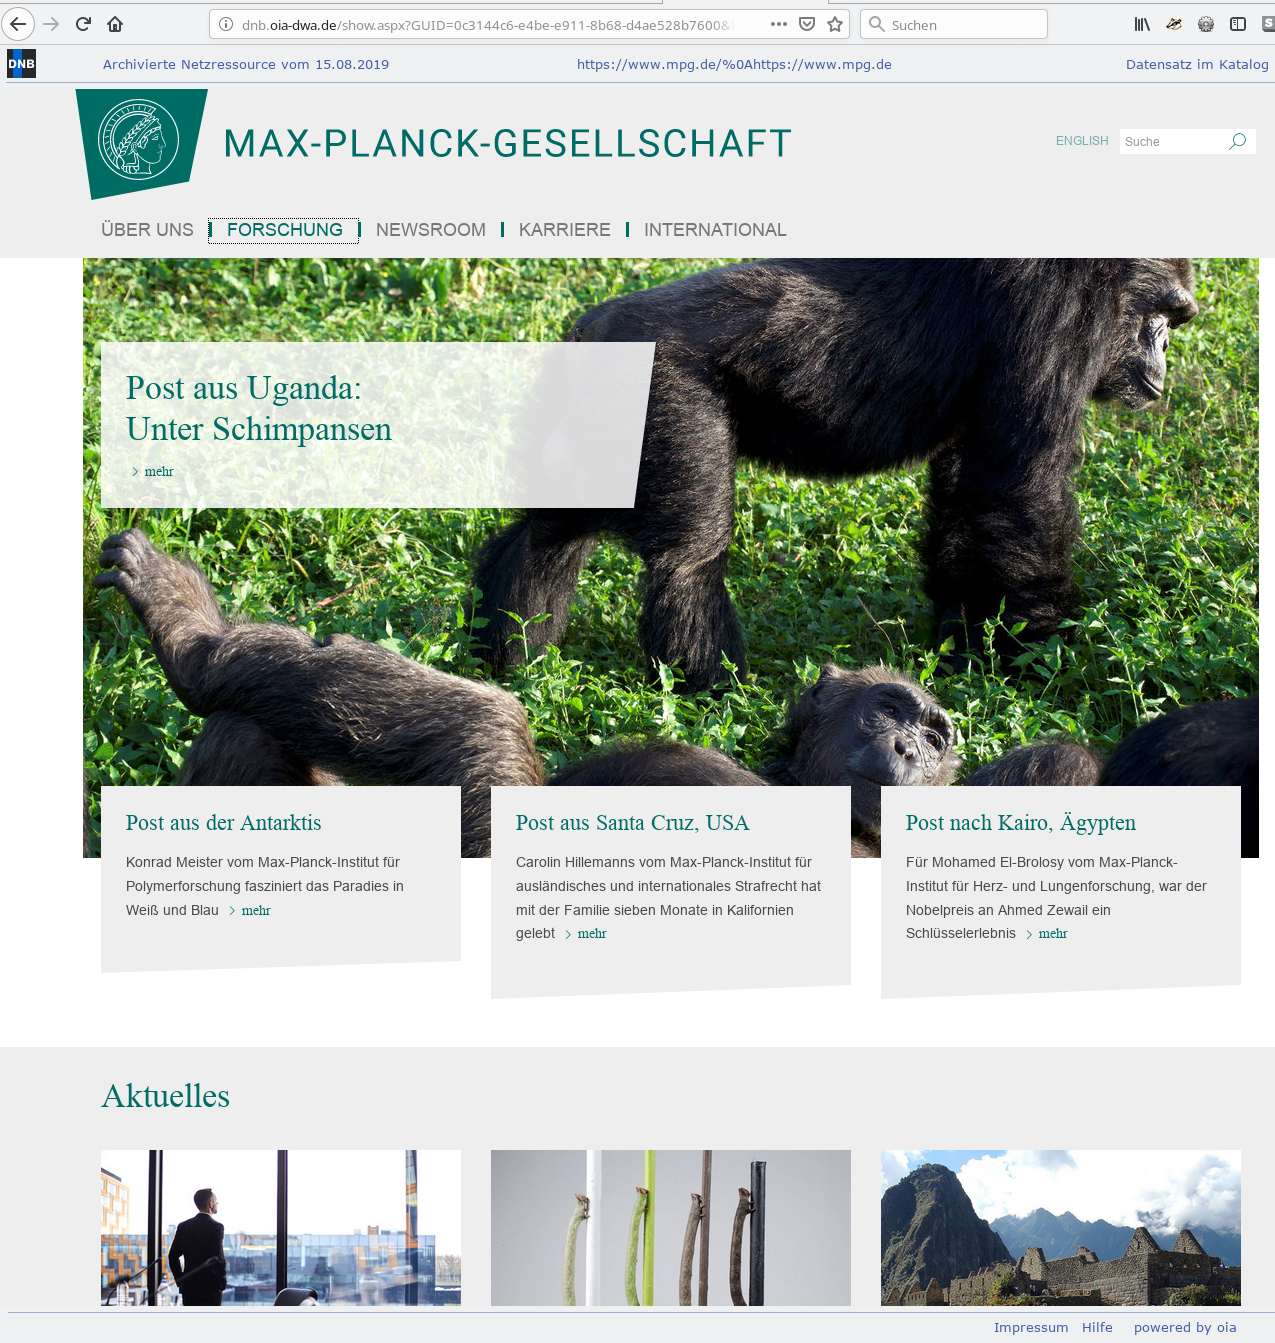 dnb.oia-dwa.de/show.aspx?GUID=0c3144c6-e4be-e911-8b68-d4ae528b7600&
Suchen
DNB
Archivierte Netzressource vom 15.08.2019
https://www.mpg.de/%0Ahttps://www.mpg.de
Datensatz im Katalog
MAX-PLANCK-GESELLSCHAFT
ENGLISH
Suche
ÜBER UNS
FORSCHUNG
NEWSROOM
KARRIERE
INTERNATIONAL
Post aus Uganda:
Unter Schimpansen
mehr
Post aus der Antarktis
Konrad Meister vom Max-Planck-Institut für
Polymerforschung fasziniert das Paradies in
Weiß und Blau mehr
Post aus Santa Cruz, USA
Carolin Hillemanns vom Max-Planck-Institut für
ausländisches und internationales Strafrecht hat
mit der Familie sieben Monate in Kalifornien
gelebt mehr
Post nach Kairo, Ägypten
Für Mohamed El-Brolosy vom Max-Planck-
Institut für Herz- und Lungenforschung, war der
Nobelpreis an Ahmed Zewail ein
Schlüsselerlebnis mehr
Aktuelles
Impressum
Hilfe
powered by oia